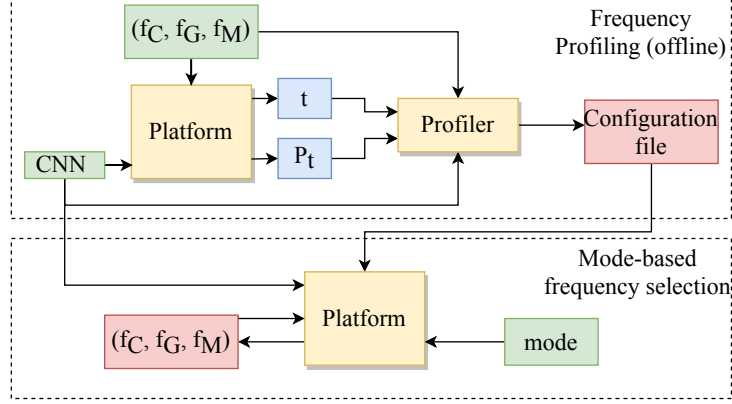 (fC, fG, fM)
Frequency
Profiling (offline)
Platform
t
Pt
Profiler
Configuration
file
CNN
Mode-based
frequency selection
Platform
(fC, fG, fM)
mode